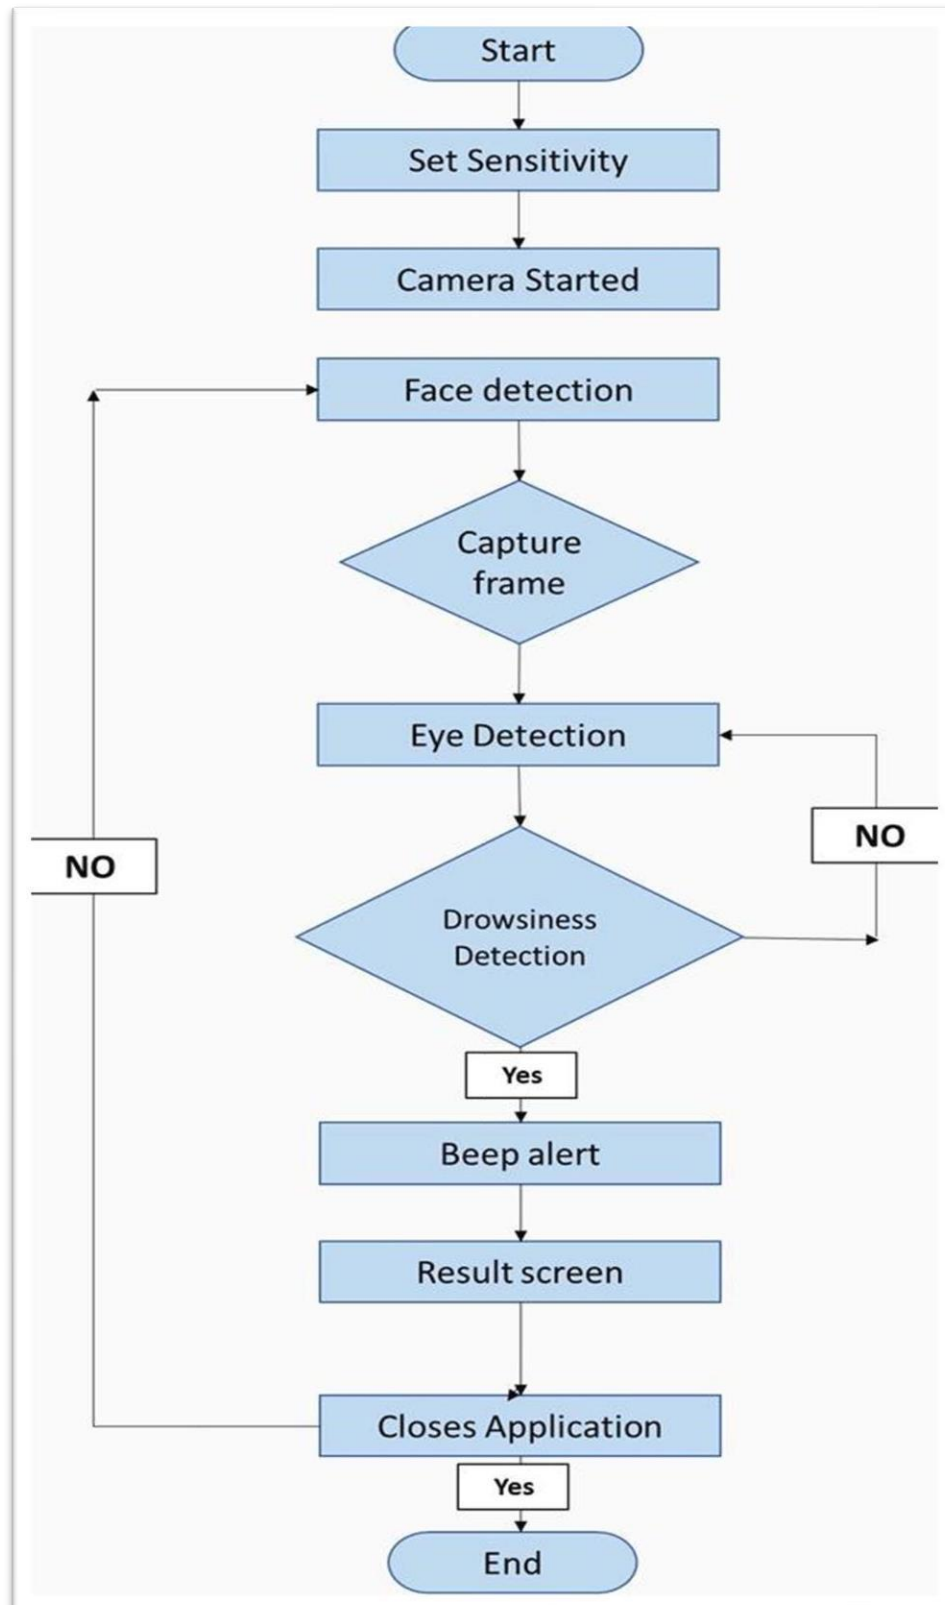 Start
Set Sensitivity
Camera Started
Face detection
Capture
frame
Eye Detection
NO
NO
Drowsiness
Detection
Yes
Beep alert
Result screen
Closes Application
Yes
End